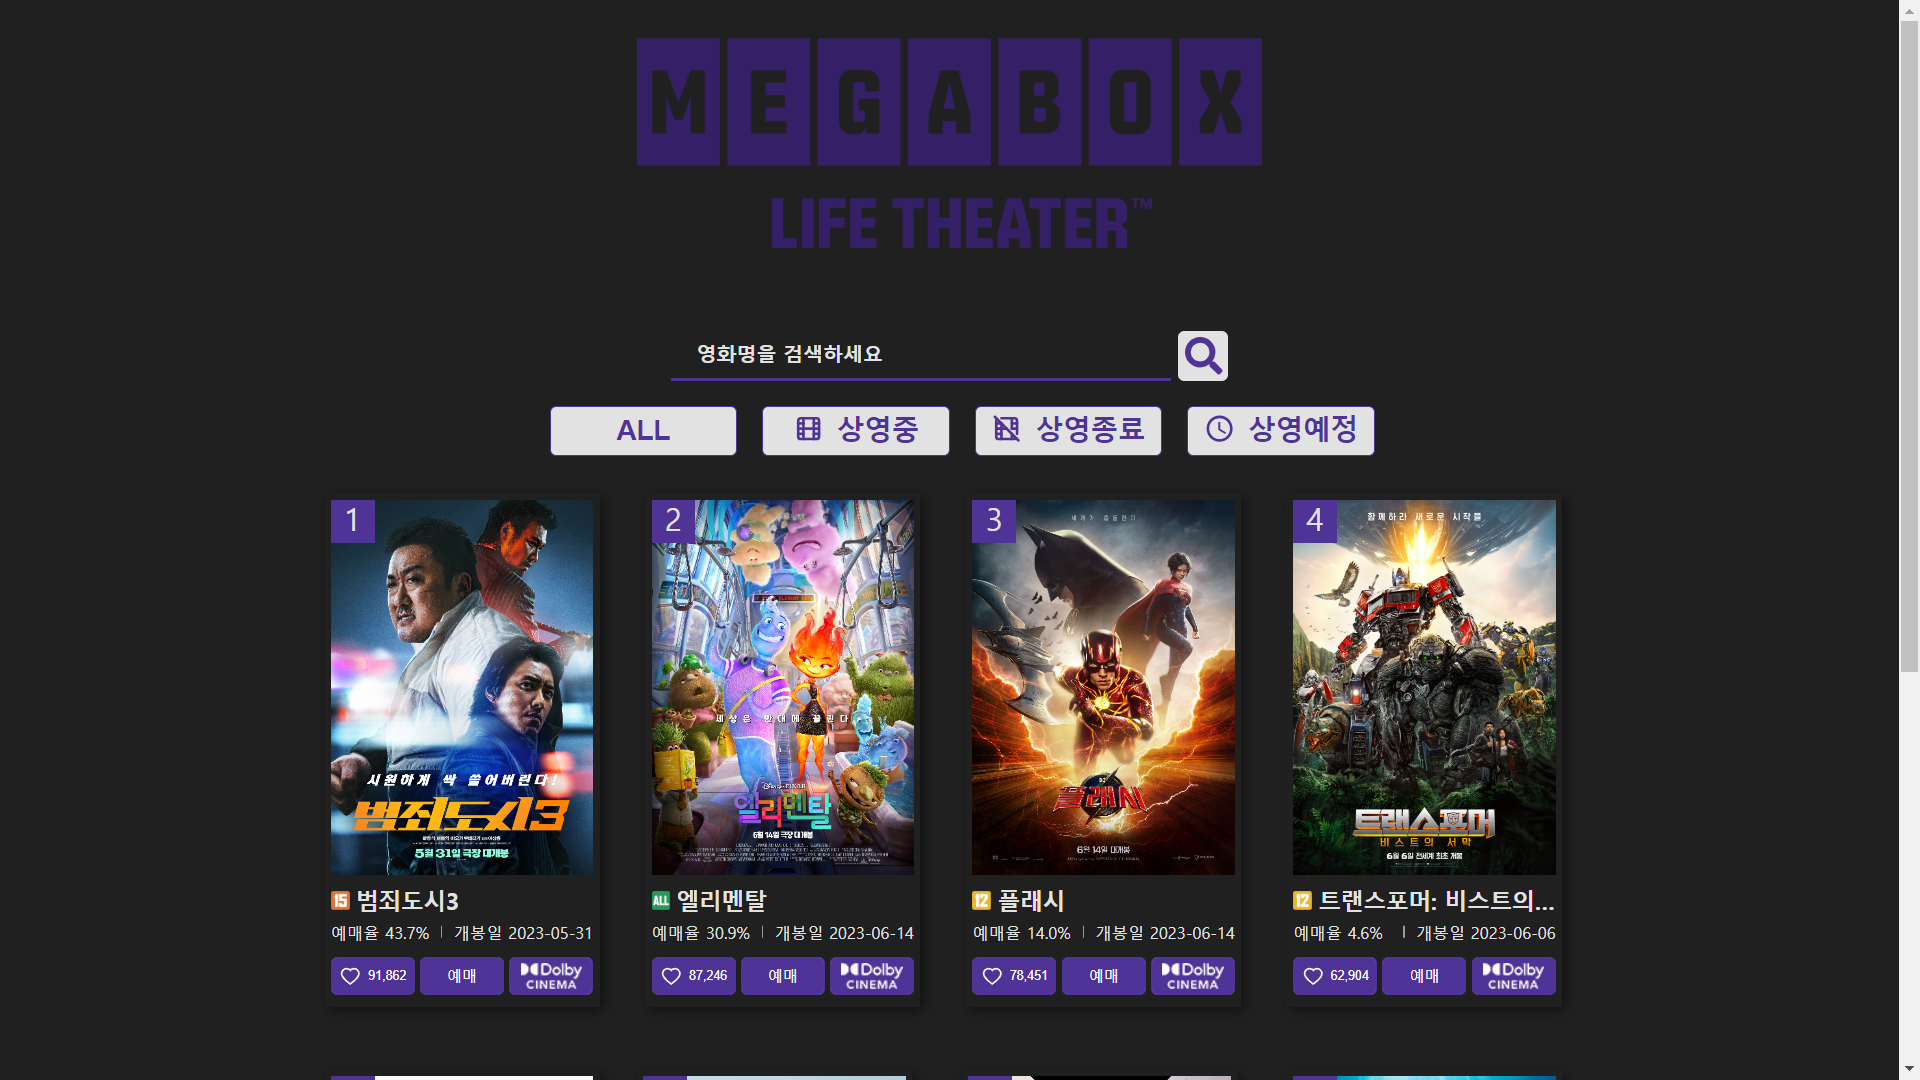 MEGABOX
LIFE THEATER™
영화명을 검색하세요
ALL
상영중
상영종료
상영예정
1
시원하게 싹 쓸어버린다!
범죄도시3
5월 31일 극장 대개봉
15 범죄도시3
예매율 43.7% | 개봉일 2023-05-31
91,862
예매
Dolby
CINEMA
2
세상은 반대에 끌린다
Disney PIXAR
엘리멘탈
6월 14일 극장 대개봉
ALL 엘리멘탈
예매율 30.9% | 개봉일 2023-06-14
87,246
예매
Dolby
CINEMA
3
플래시
6월 14일 대개봉
12 플래시
예매율 14.0% | 개봉일 2023-06-14
78,451
예매
Dolby
CINEMA
4
함께하라 새로운 시작을
트랜스포머
비스트의 서막
6월 6일 전세계 최초 개봉
12 트랜스포머: 비스트의...
예매율 4.6% | 개봉일 2023-06-06
62,904
예매
Dolby
CINEMA